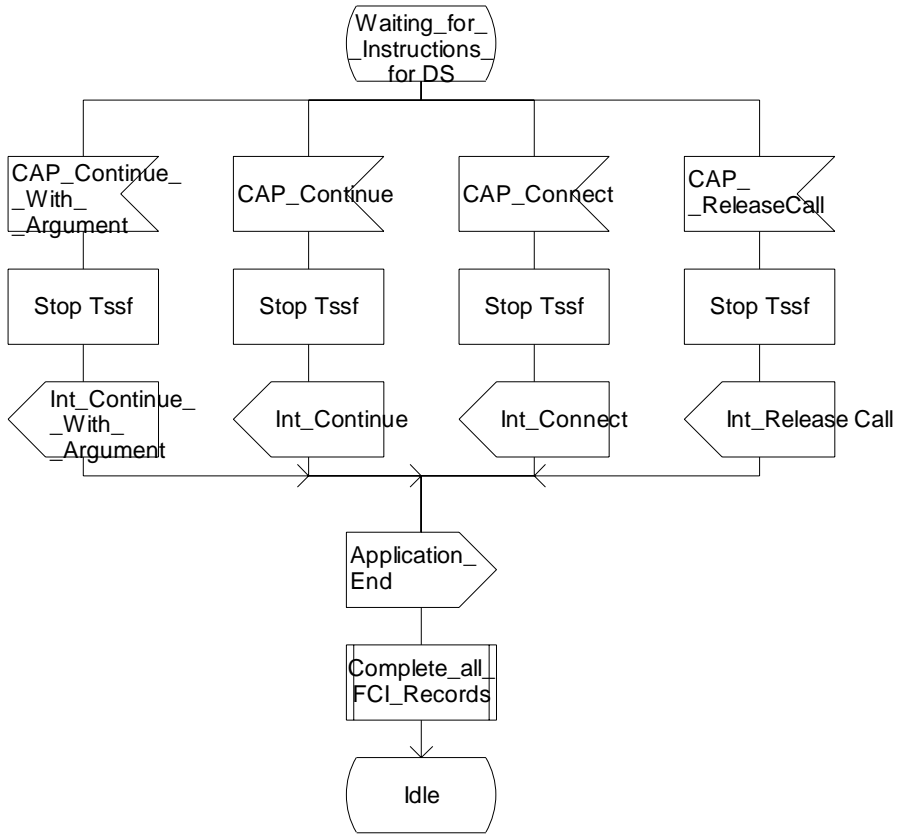 Waiting_for_
_Instructions_
for DS
CAP_Continue_
_With_
_Argument
CAP_Continue
CAP_Connect
CAP_
_ReleaseCall
Stop Tssf
Stop Tssf
Stop Tssf
Stop Tssf
Int_Continue_
_With_
_Argument
Int_Continue
Int_Connect
Int_Release Call
Application_
End
Complete_all_
FCI_Records
Idle